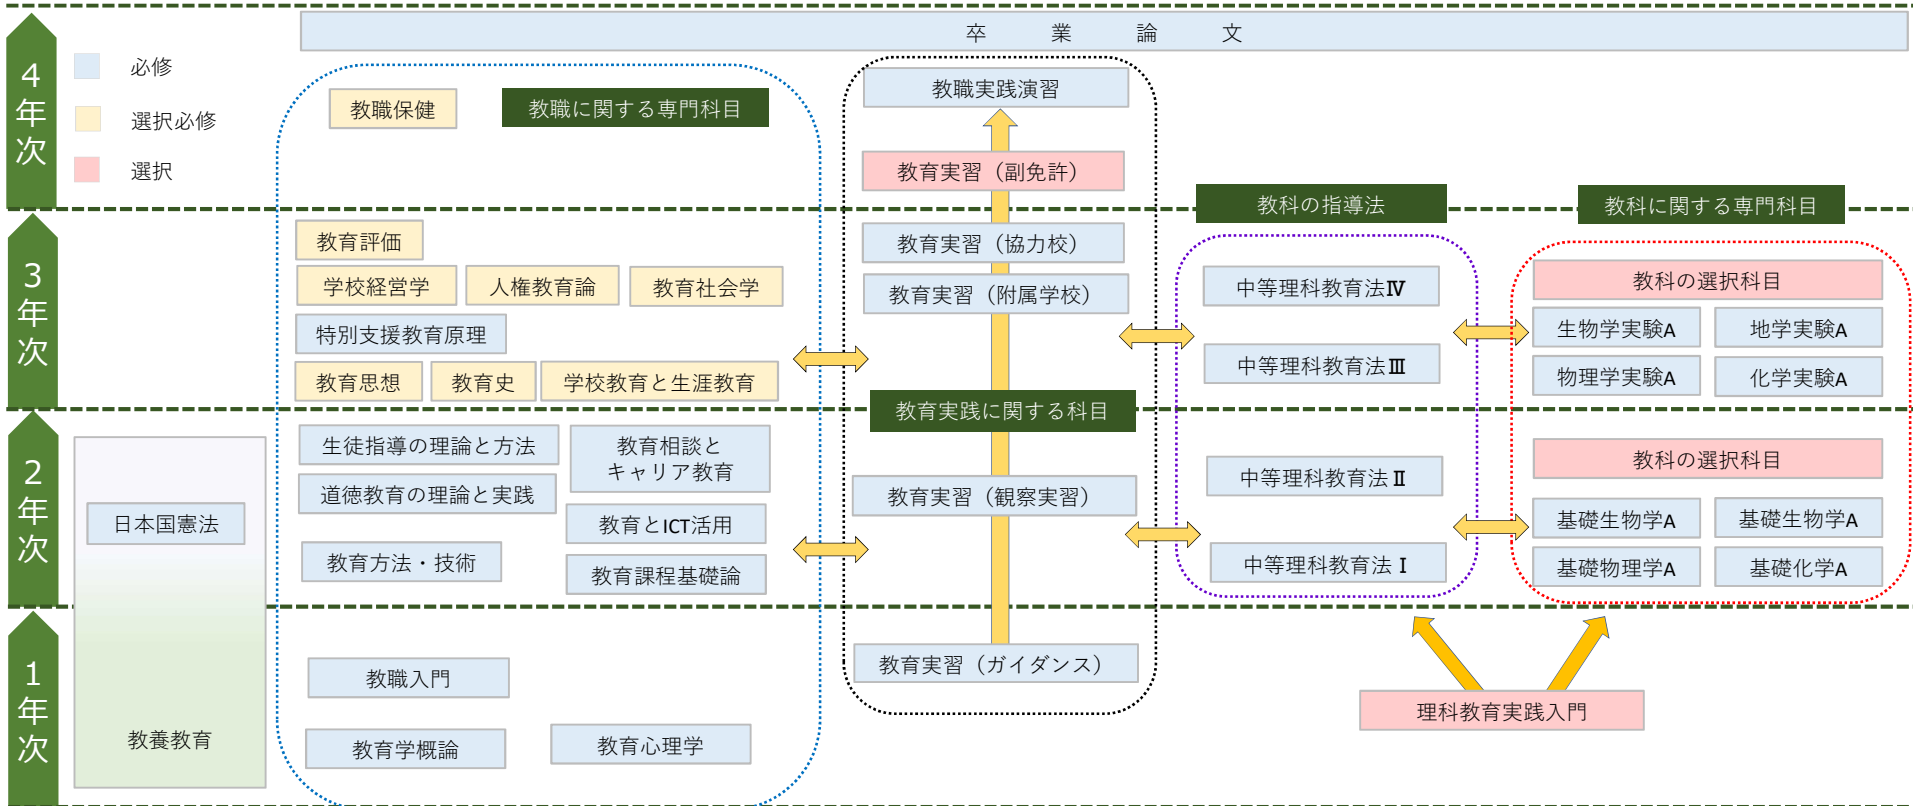 卒業論文
4年次
必修
選択必修
選択
教職保健
教職に関する専門科目
教職実践演習
教育実習（副免許）
教科の指導法
教科に関する専門科目
3年次
教育評価
学校経営学
人権教育論
教育社会学
特別支援教育原理
教育思想
教育史
学校教育と生涯教育
教育実習（協力校）
教育実習（附属学校）
中等理科教育法Ⅳ
中等理科教育法Ⅲ
教科の選択科目
生物学実験A
地学実験A
物理学実験A
化学実験A
教育実践に関する科目
2年次
日本国憲法
生徒指導の理論と方法
教育相談と
キャリア教育
道徳教育の理論と実践
教育とICT活用
教育方法・技術
教育課程基礎論
教育実習（観察実習）
中等理科教育法Ⅱ
中等理科教育法Ⅰ
教科の選択科目
基礎生物学A
基礎生物学A
基礎物理学A
基礎化学A
1年次
教養教育
教職入門
教育学概論
教育心理学
教育実習（ガイダンス）
理科教育実践入門